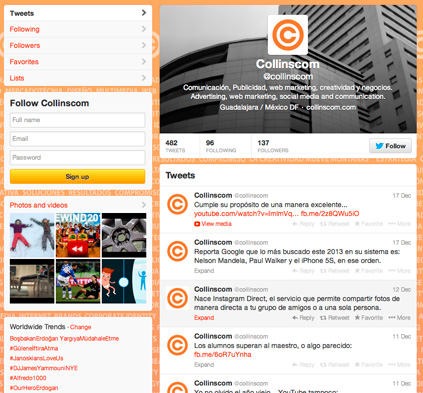 Tweets
Following
Followers
Favorites
Lists
Follow Collinscom
Full name
Email
Password
Sign up
Photos and videos
Worldwide Trends · Change
BaşbakanErdoğan YargıyaMüdahaleEtme
#GüleneİftiraAtma
#JanoskiansLoveUs
#DJJamesYammouniNYE
#Alfredo1000
#OurHeroErdogan
Collinscom
@collinscom
Comunicación, Publicidad, web marketing, creatividad y negocios.
Advertising, web marketing, social media and communication.
Guadalajara / México DF · collinscom.com
482 TWEETS 96 FOLLOWING 137 FOLLOWERS Follow
Tweets
Collinscom @collinscom 17 Dec
Cumple su propósito de una manera excelente...
youtube.com/watch?v=ImlmVq... fb.me/2z8QWu5iO
View media Reply Retweet Favorite More
Collinscom @collinscom 17 Dec
Reporta Google que lo más buscado este 2013 en su sistema es:
Nelson Mandela, Paul Walker y el iPhone 5S, en ese orden.
Expand Reply Retweet Favorite More
Collinscom @collinscom 12 Dec
Nace Instagram Direct, el servicio que permite compartir fotos de
manera directa a tu grupo de amigos o a una sola persona.
Expand Reply Retweet Favorite More
Collinscom @collinscom 12 Dec
Los alumnos superan al maestro, o algo parecido:
fb.me/6oR7uYnha
Expand Reply Retweet Favorite More
Collinscom @collinscom 11 Dec